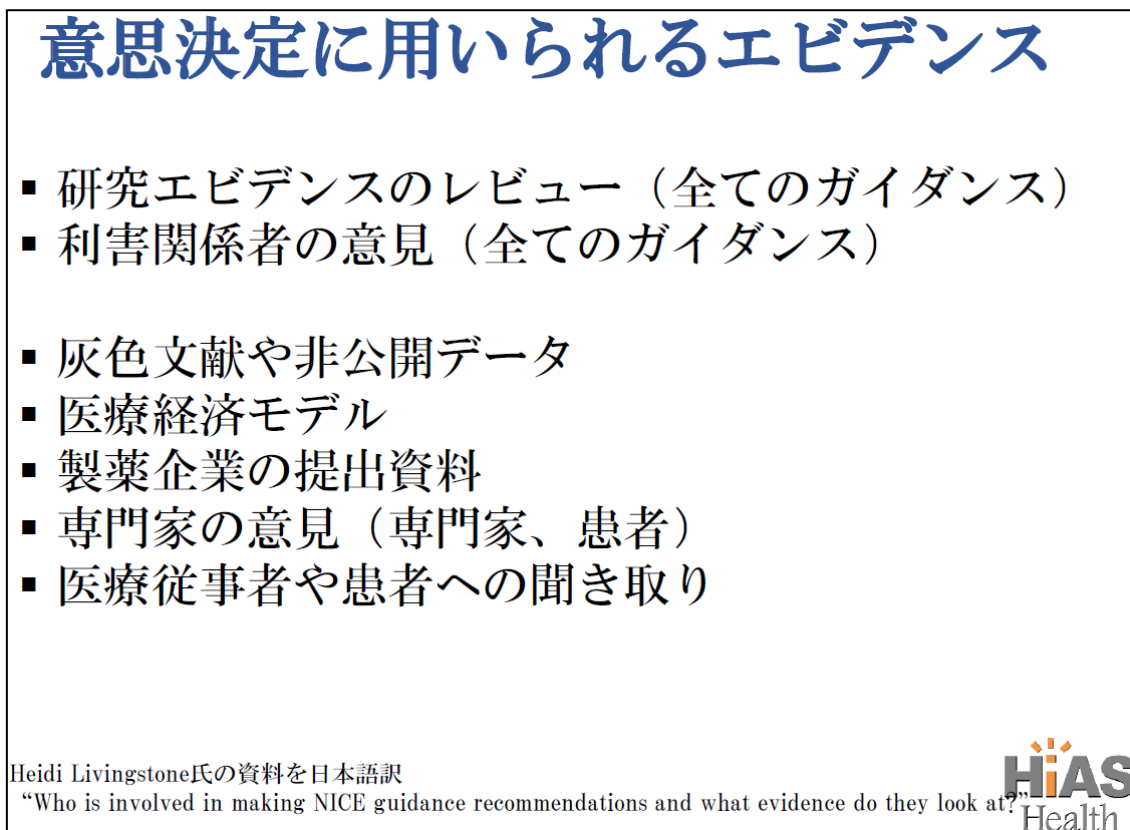 意思決定に用いられるエビデンス
▪ 研究エビデンスのレビュー（全てのガイダンス）
▪ 利害関係者の意見（全てのガイダンス）
▪ 灰色文献や非公開データ
▪ 医療経済モデル
▪ 製薬企業の提出資料
▪ 専門家の意見（専門家、患者）
▪ 医療従事者や患者への聞き取り
Heidi Livingstone氏の資料を日本語訳
“Who is involved in making NICE guidance recommendations and what evidence do they look at?”
HiAS
Health